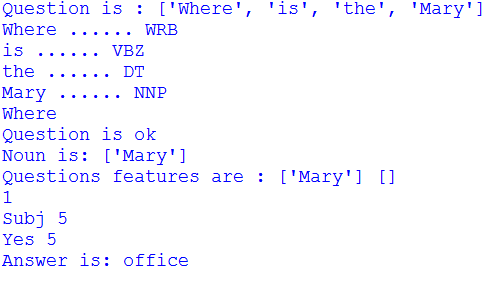 Question is : ['Where', 'is', 'the', 'Mary']
Where ...... WRB
is ...... VBZ
the ...... DT
Mary ...... NNP
Where
Question is ok
Noun is: ['Mary']
Questions features are : ['Mary'] []
1
Subj 5
Yes 5
Answer is: office